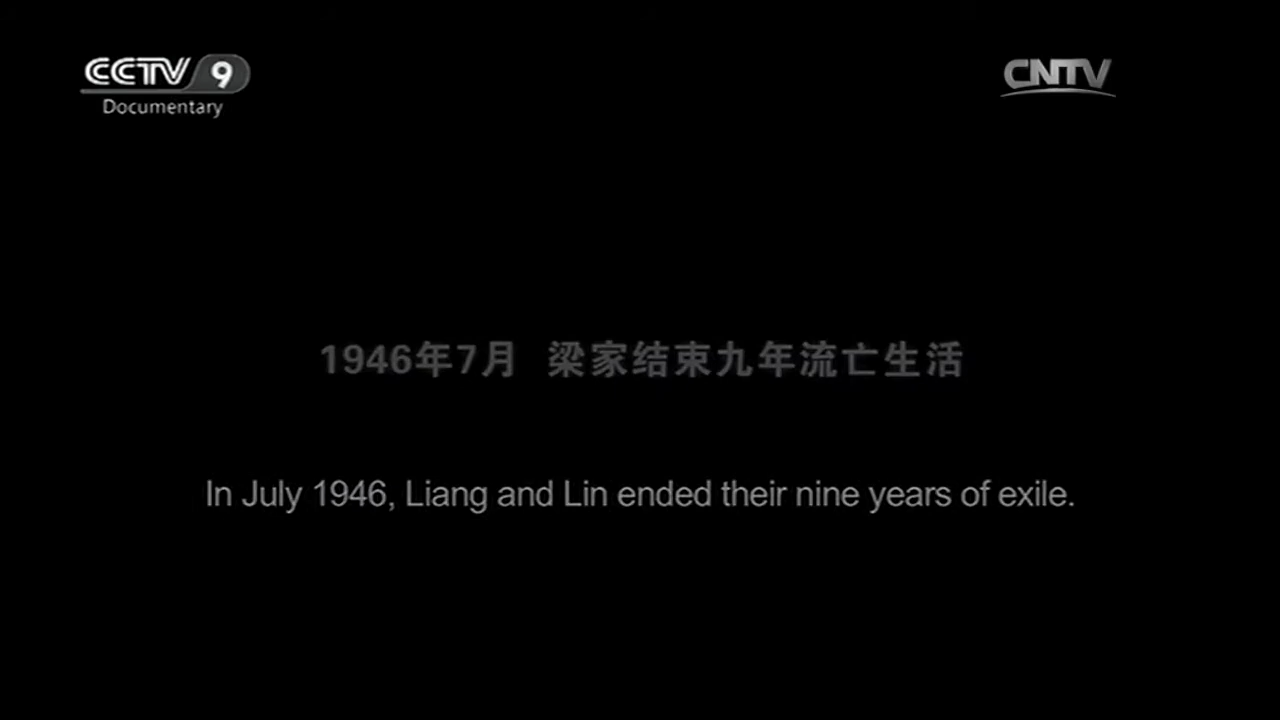 CCTV 9
CNTV
Documentary
1946年7月 梁家结束九年流亡生活
In July 1946, Liang and Lin ended their nine years of exile.